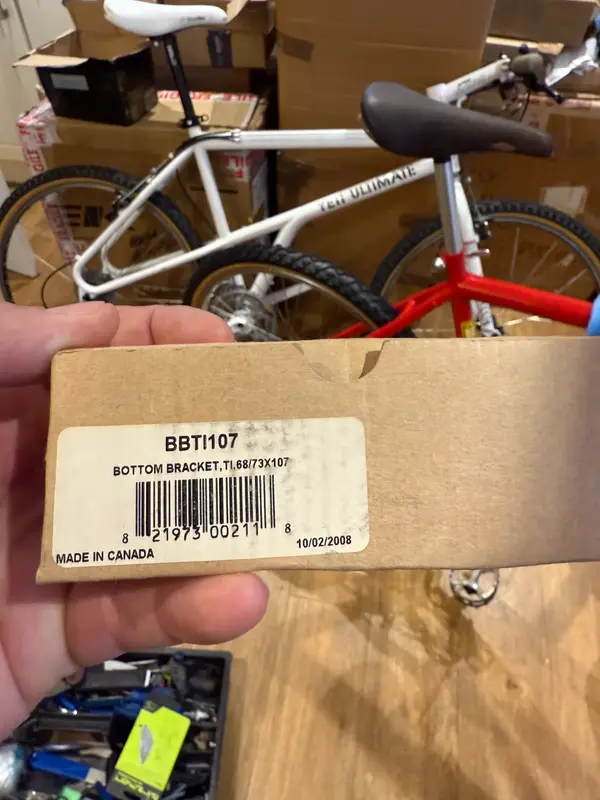 YETI ULTIMATE
BBTI107
BOTTOM BRACKET,TI,68/73X107
8 21973 00211 8
MADE IN CANADA
10/02/2008